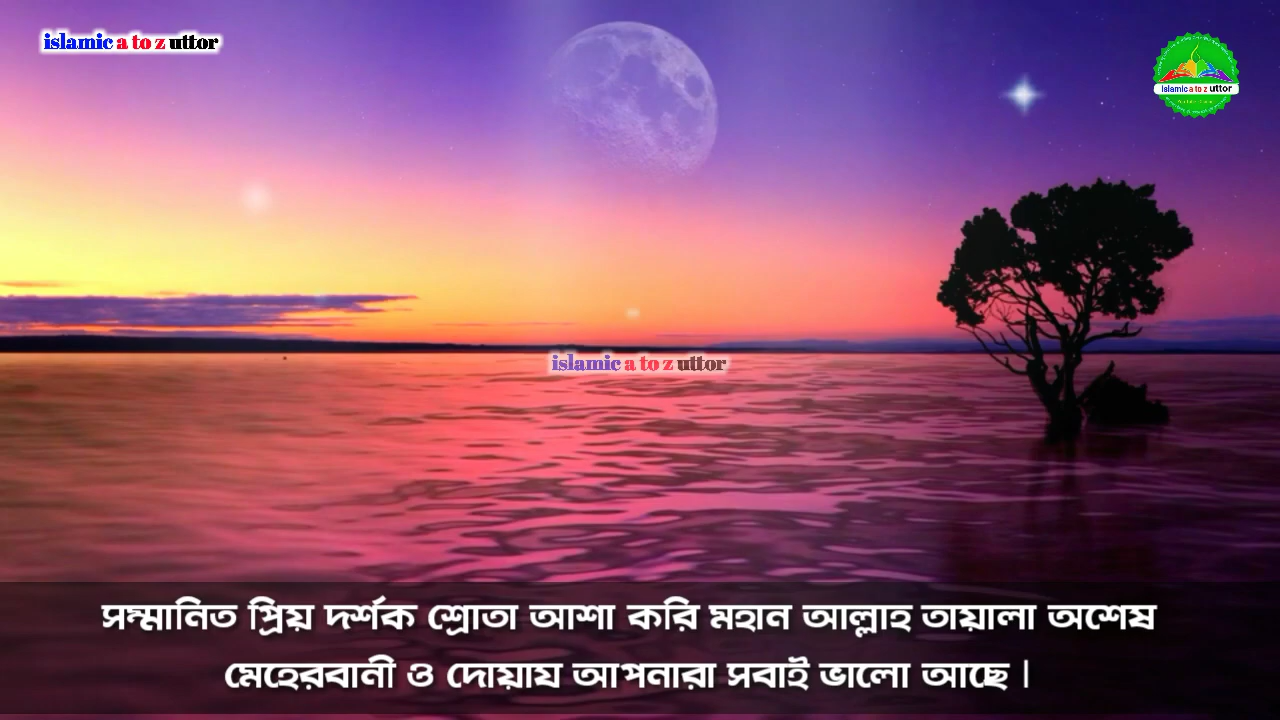 islamic a to z uttor
islamic a to z uttor
islamic a to z uttor
সম্মানিত প্রিয় দর্শক শ্রোতা আশা করি মহান আল্লাহ তায়ালা অশেষ
মেহেরবানী ও দোয়ায আপনারা সবাই ভালো আছে।